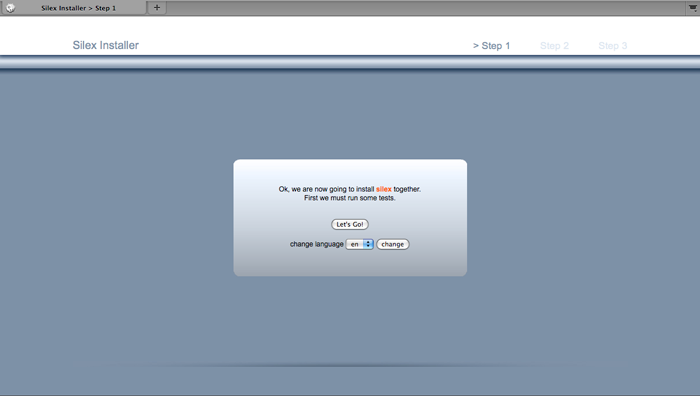 Silex Installer > Step 1
Silex Installer
> Step 1
Step 2
Step 3
Ok, we are now going to install silex together.
First we must run some tests.
Let's Go!
change language en change